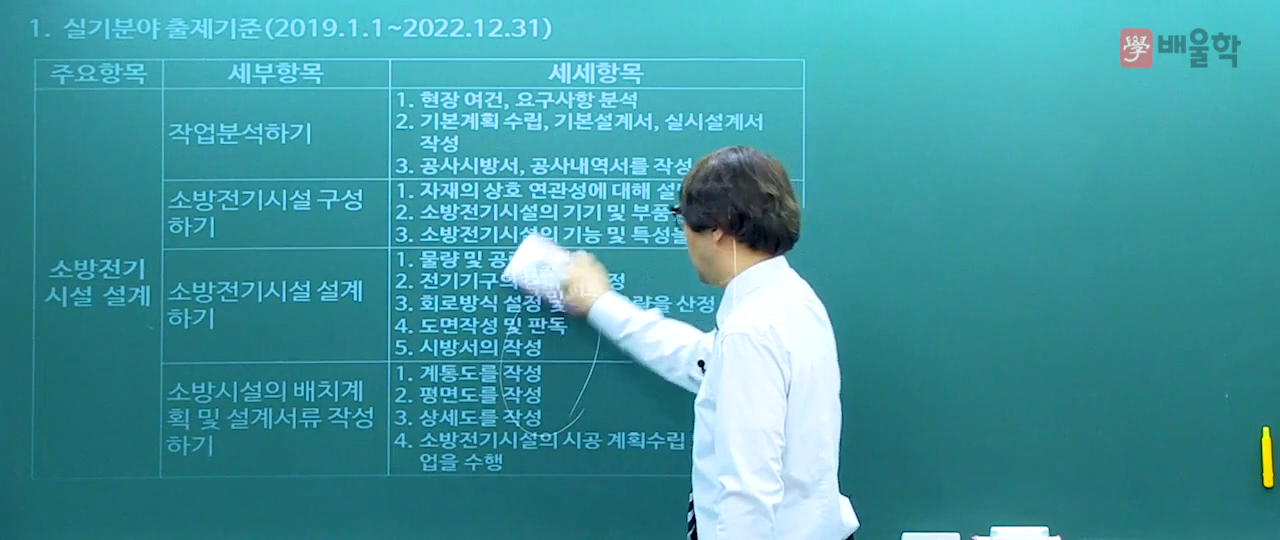 1. 실기분야 출제기준(2019.1.1~2022.12.31)
學 배울학
주요항목 세부항목 세세항목
소방전기
시설 설계
작업분석하기
1. 현장 여건, 요구사항 분석
2. 기본계획 수립, 기본설계서, 실시설계서
작성
3. 공사시방서, 공사내역서를 작성
소방전기시설 구성
하기
1. 자재의 상호 연관성에 대해
2. 소방전기시설의 기기 및 부품
3. 소방전기시설의 기능 및 특성을
소방전기시설 설계
하기
1. 물량 및
2. 전기기구의
3. 회로방식 설정 및 산정
4. 도면작성 및 판독
5. 시방서의 작성
소방시설의 배치계
획 및 설계서류 작성
하기
1. 계통도를 작성
2. 평면도를 작성
3. 상세도를 작성
4. 소방전기시설의 시공 계획수립
업을 수행